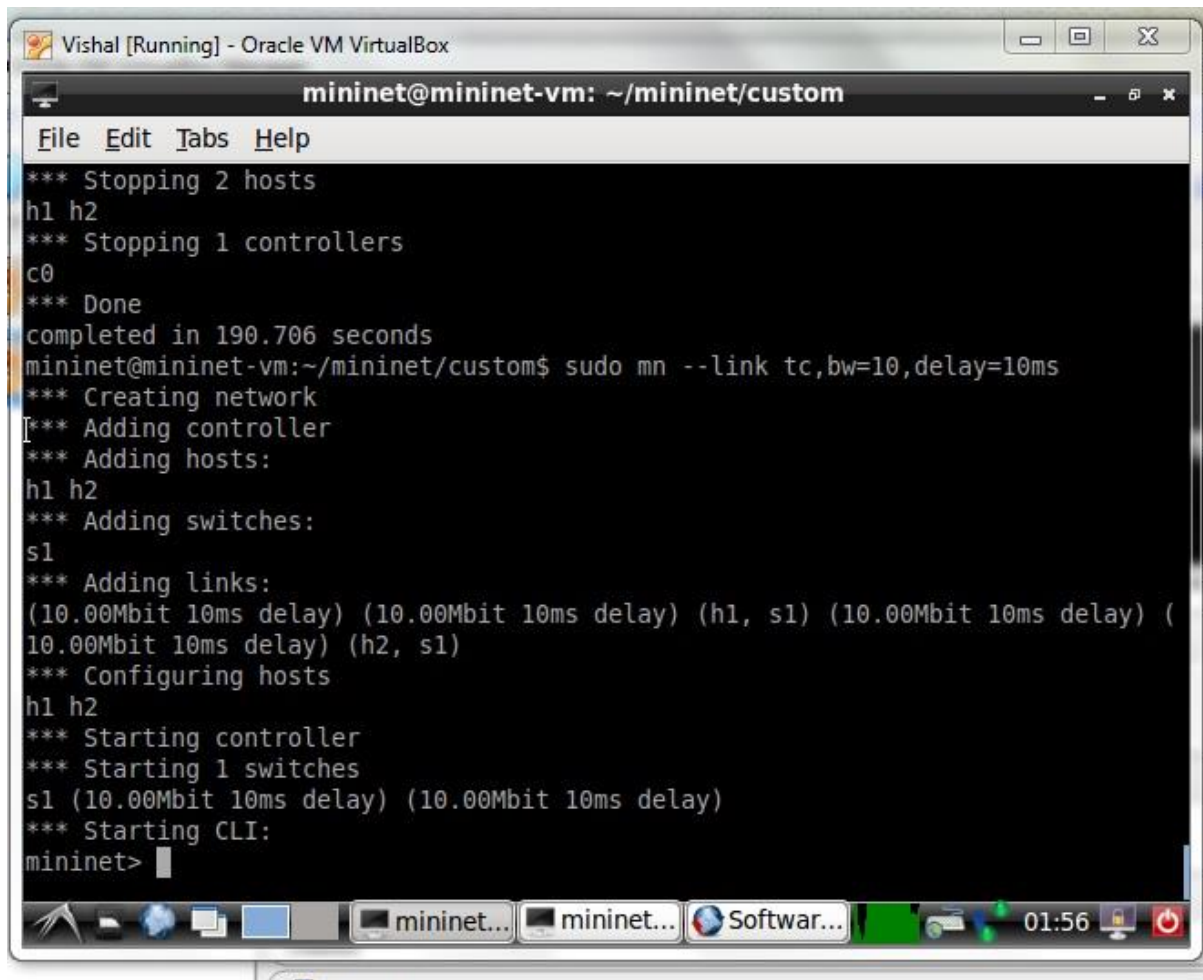 Vishal [Running] - Oracle VM VirtualBox
mininet@mininet-vm: ~/mininet/custom
File Edit Tabs Help
*** Stopping 2 hosts
h1 h2
*** Stopping 1 controllers
c0
*** Done
completed in 190.706 seconds
mininet@mininet-vm:~/mininet/custom$ sudo mn --link tc,bw=10,delay=10ms
*** Creating network
*** Adding controller
*** Adding hosts:
h1 h2
*** Adding switches:
s1
*** Adding links:
(10.00Mbit 10ms delay) (10.00Mbit 10ms delay) (h1, s1) (10.00Mbit 10ms delay) (
10.00Mbit 10ms delay) (h2, s1)
*** Configuring hosts
h1 h2
*** Starting controller
*** Starting 1 switches
s1 (10.00Mbit 10ms delay) (10.00Mbit 10ms delay)
*** Starting CLI:
mininet>
mininet... mininet... Softwar... 01:56